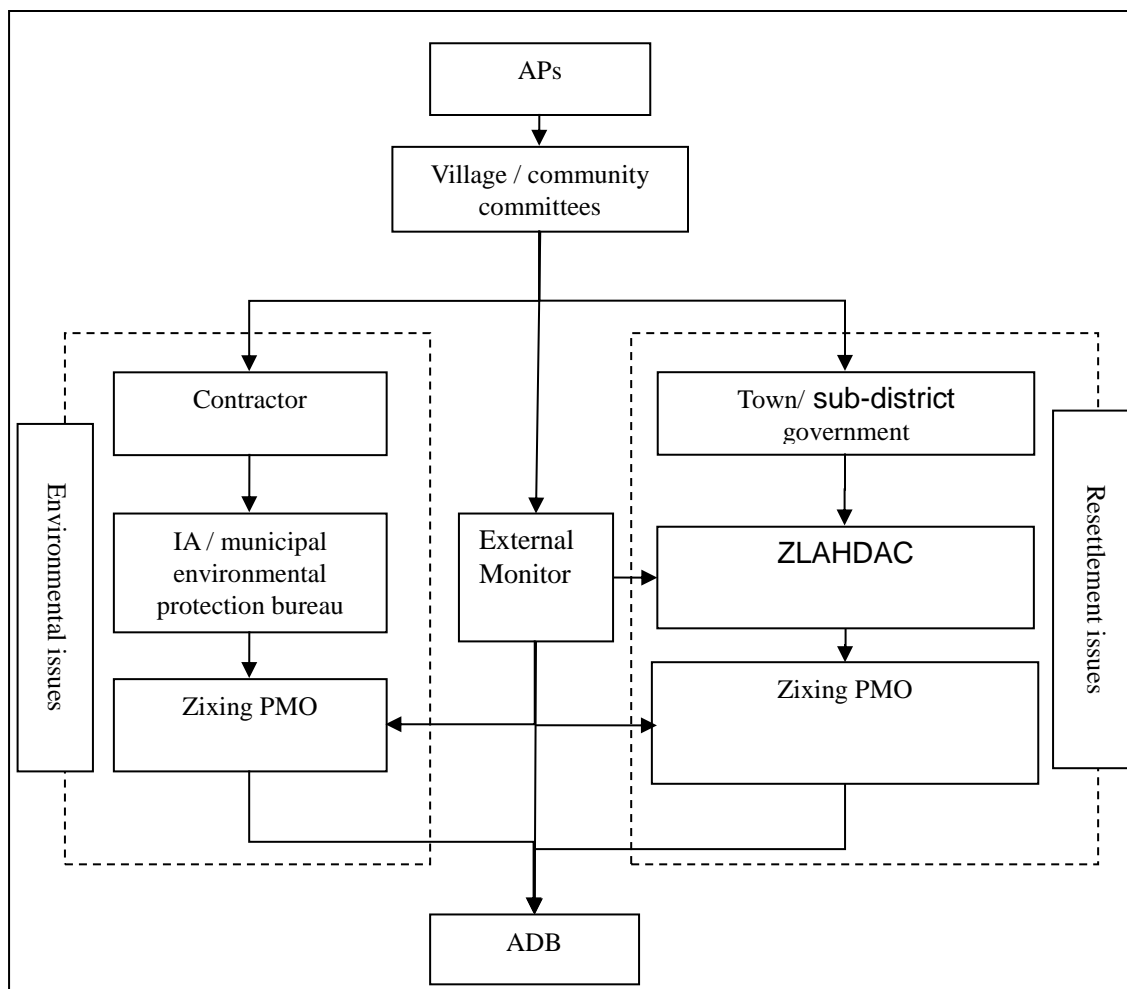 APs
Village / community
committees
Contractor
Town/ sub-district
government
Environmental issues
IA / municipal
environmental
protection bureau
External
Monitor
ZLAHDAC
Resettlement issues
Zixing PMO
Zixing PMO
ADB